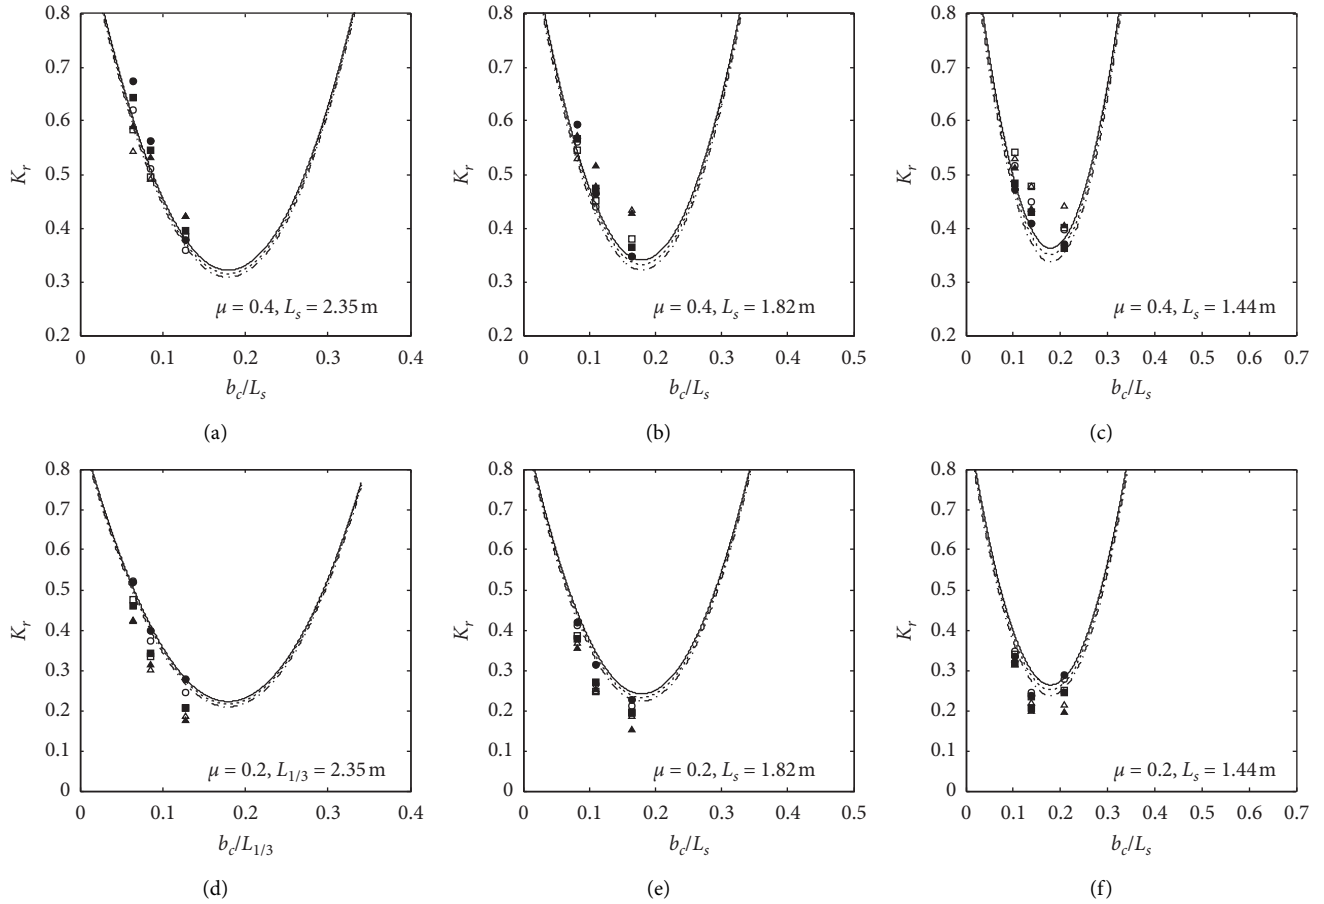 0.8
0.7
0.6
0.5
0.4
0.3
0.2
K_r
μ = 0.4, L_s = 2.35 m
0 0.1 0.2 0.3 0.4
b_c/L_s
(a)
0.8
0.7
0.6
0.5
0.4
0.3
0.2
K_r
μ = 0.4, L_s = 1.82 m
0 0.1 0.2 0.3 0.4 0.5
b_c/L_s
(b)
0.8
0.7
0.6
0.5
0.4
0.3
0.2
K_r
μ = 0.4, L_s = 1.44 m
0 0.1 0.2 0.3 0.4 0.5 0.6 0.7
b_c/L_s
(c)
0.8
0.7
0.6
0.5
0.4
0.3
0.2
0.1
0
K_r
μ = 0.2, L_{1/3} = 2.35 m
0 0.1 0.2 0.3 0.4
b_c/L_{1/3}
(d)
0.8
0.7
0.6
0.5
0.4
0.3
0.2
0.1
0
K_r
μ = 0.2, L_s = 1.82 m
0 0.1 0.2 0.3 0.4 0.5
b_c/L_s
(e)
0.8
0.7
0.6
0.5
0.4
0.3
0.2
0.1
0
K_r
μ = 0.2, L_s = 1.44 m
0 0.1 0.2 0.3 0.4 0.5 0.6 0.7
b_c/L_s
(f)